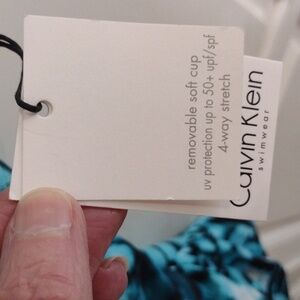 removable soft cup
uv protection up to 50+ upf/spf
4-way stretch
Calvin Klein
swimwear